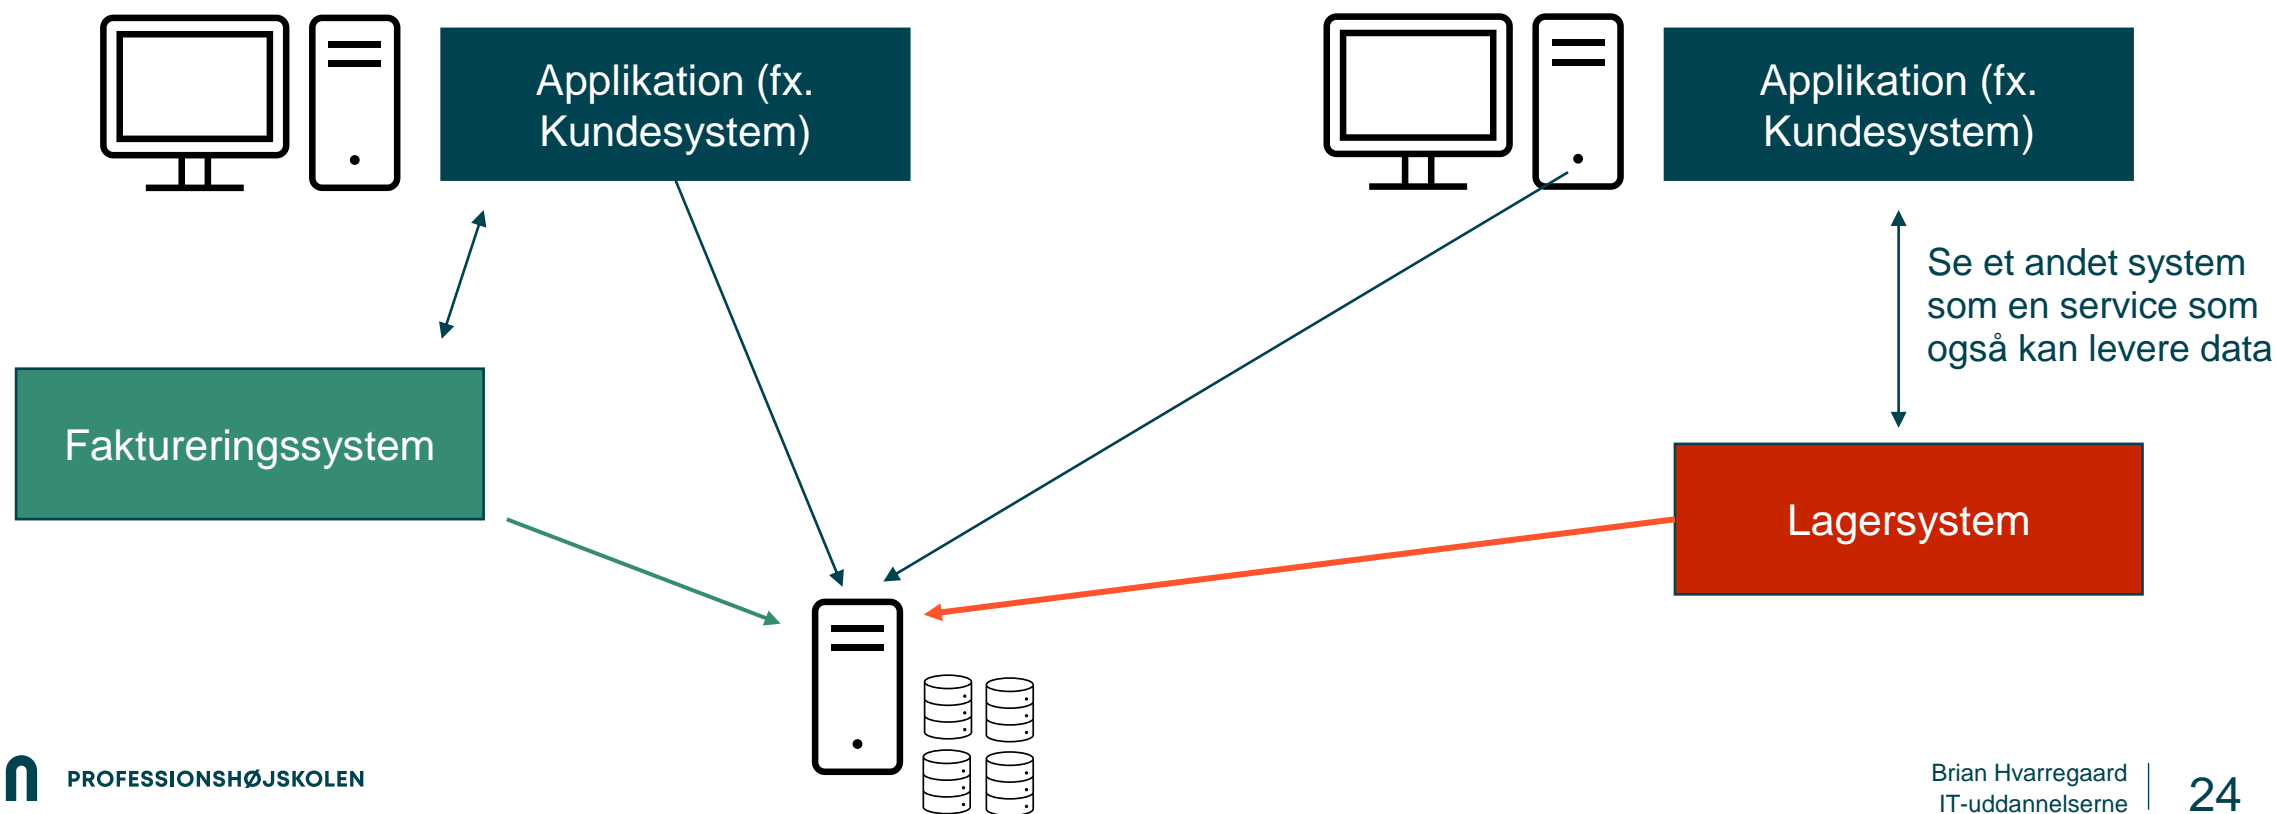 Applikation (fx.
Kundesystem)
Applikation (fx.
Kundesystem)
Se et andet system
som en service som
også kan levere data
Faktureringssystem
Lagersystem
PROFESSIONSHØJSKOLEN
Brian Hvarregaard
IT-uddannelserne
24